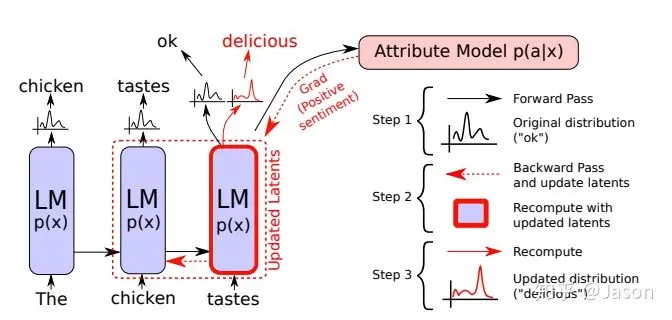 ok
delicious
Attribute Model p(a|x)
chicken
tastes
Grad
(Positive
sentiment)
Updated Latents
LM
p(x)
LM
p(x)
LM
p(x)
The
chicken
tastes
Step 1
Forward Pass
Original distribution
("ok")
Step 2
Backward Pass
and update latents
Recompute with
updated latents
Step 3
Recompute
Updated distribution
("delicious")
知乎 @Jason